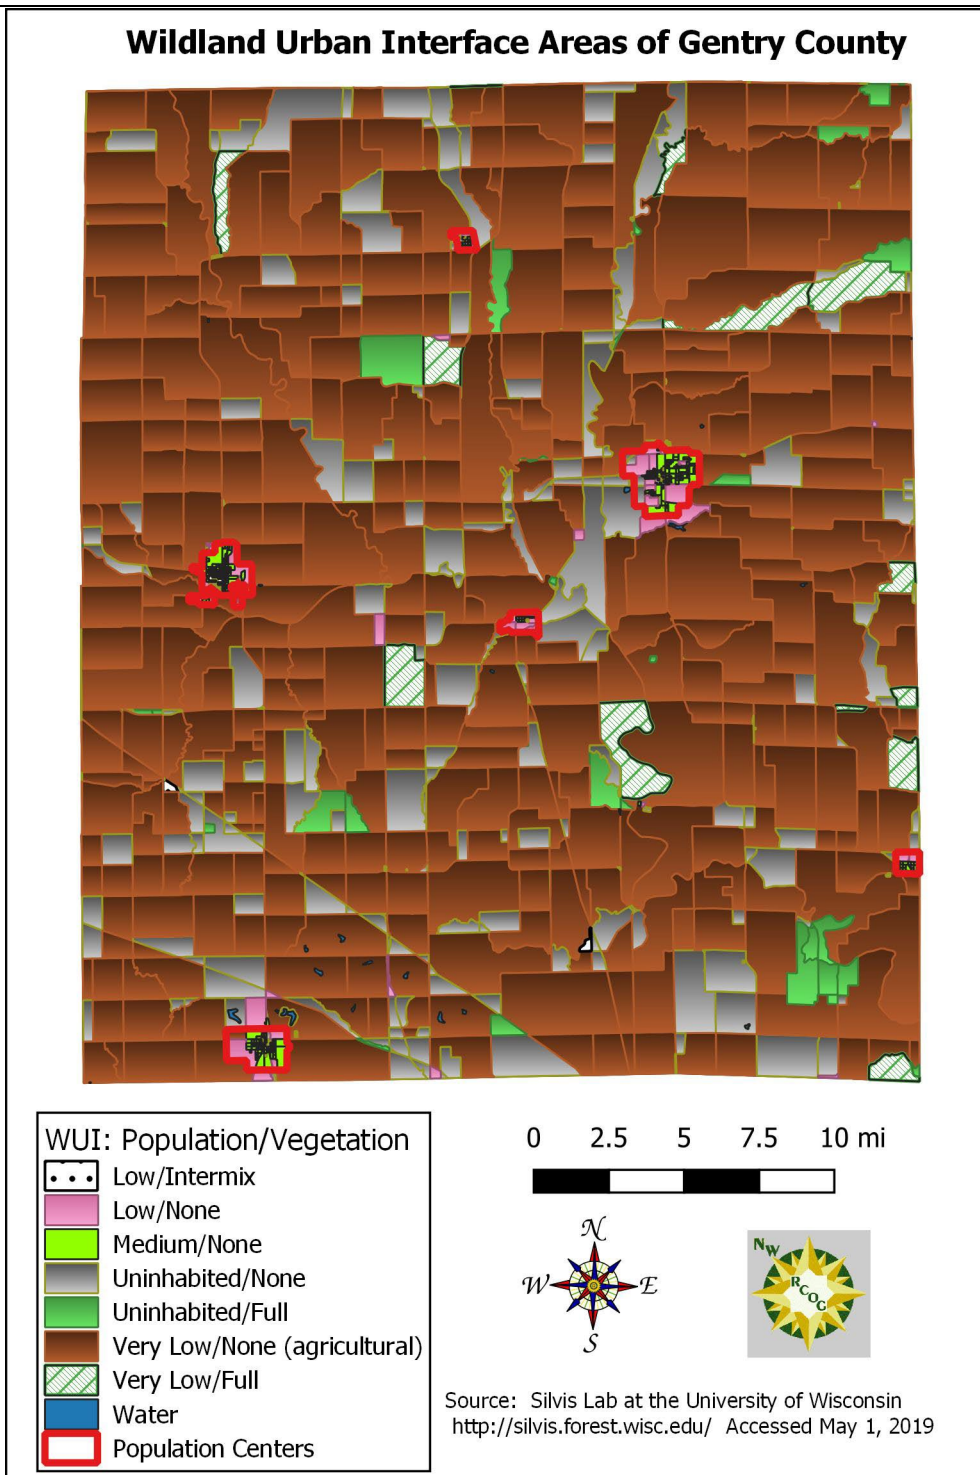 Wildland Urban Interface Areas of Gentry County
WUI: Population/Vegetation
Low/Intermix
Low/None
Medium/None
Uninhabited/None
Uninhabited/Full
Very Low/None (agricultural)
Very Low/Full
Water
Population Centers
0 2.5 5 7.5 10 mi
N
W E
S
NW
RCOG
Source: Silvis Lab at the University of Wisconsin
http://silvis.forest.wisc.edu/ Accessed May 1, 2019